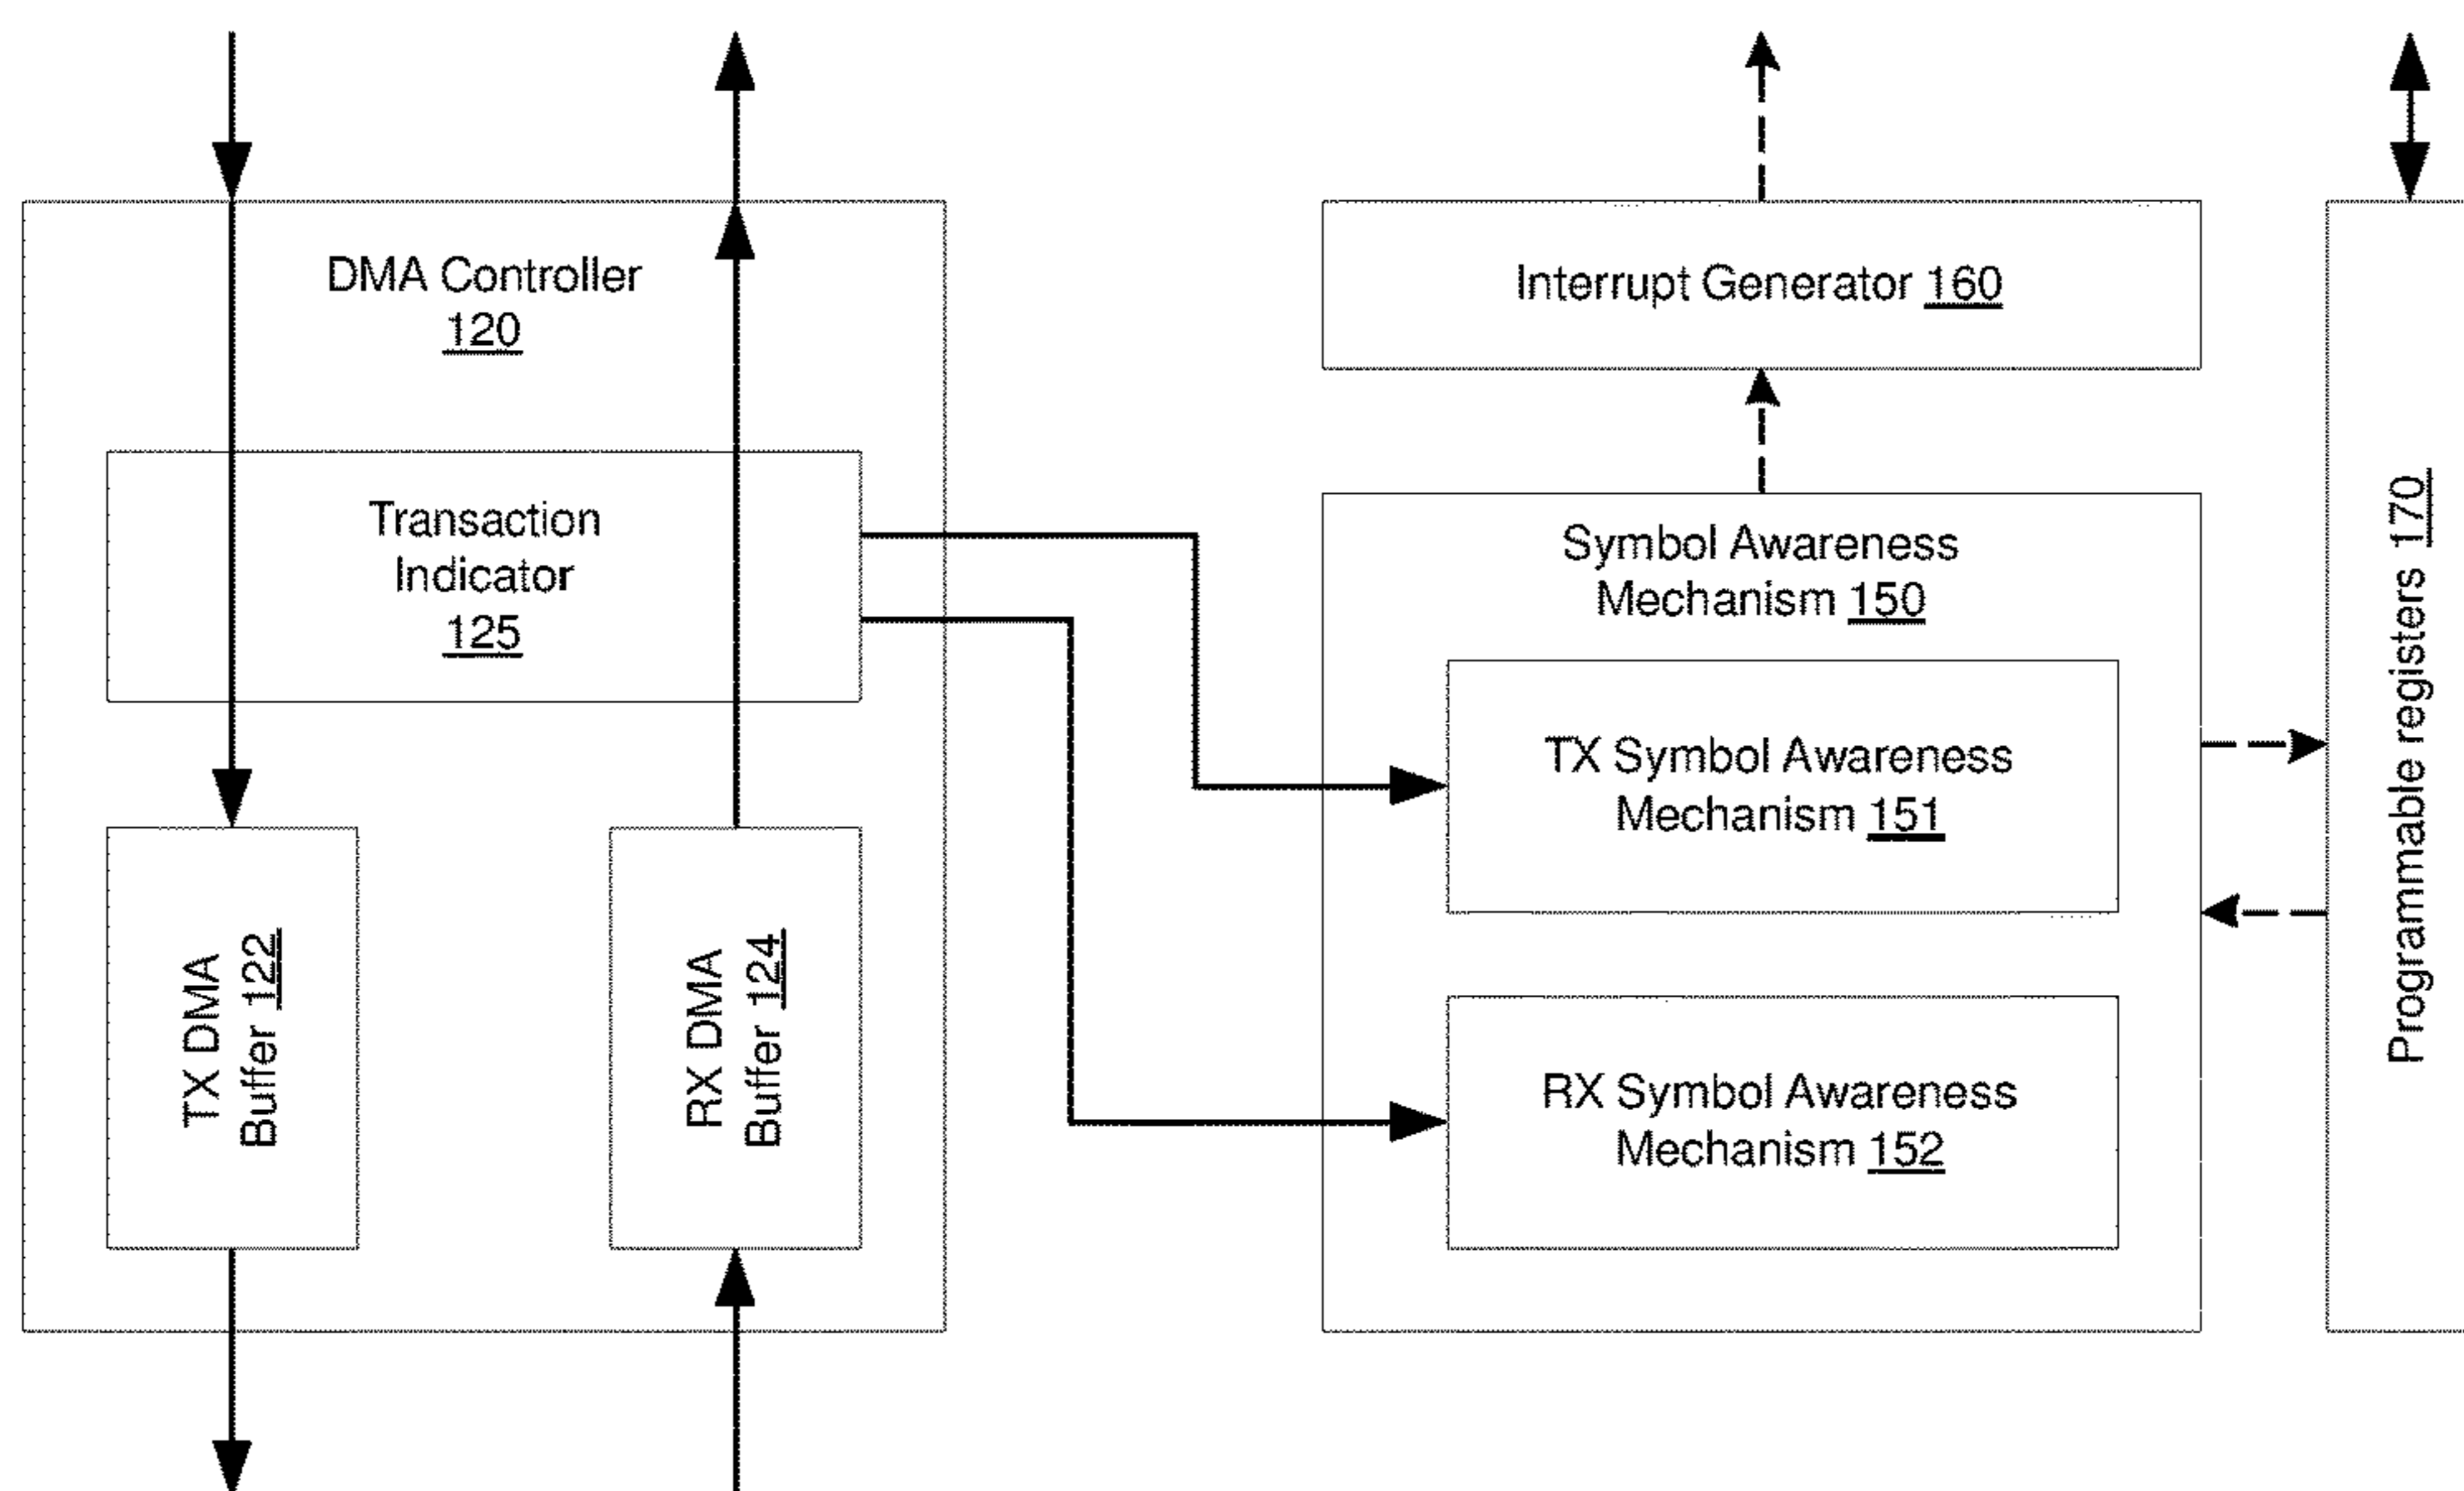 DMA Controller
120
Transaction
Indicator
125
TX DMA
Buffer 122
RX DMA
Buffer 124
Interrupt Generator 160
Symbol Awareness
Mechanism 150
TX Symbol Awareness
Mechanism 151
RX Symbol Awareness
Mechanism 152
Programmable registers 170